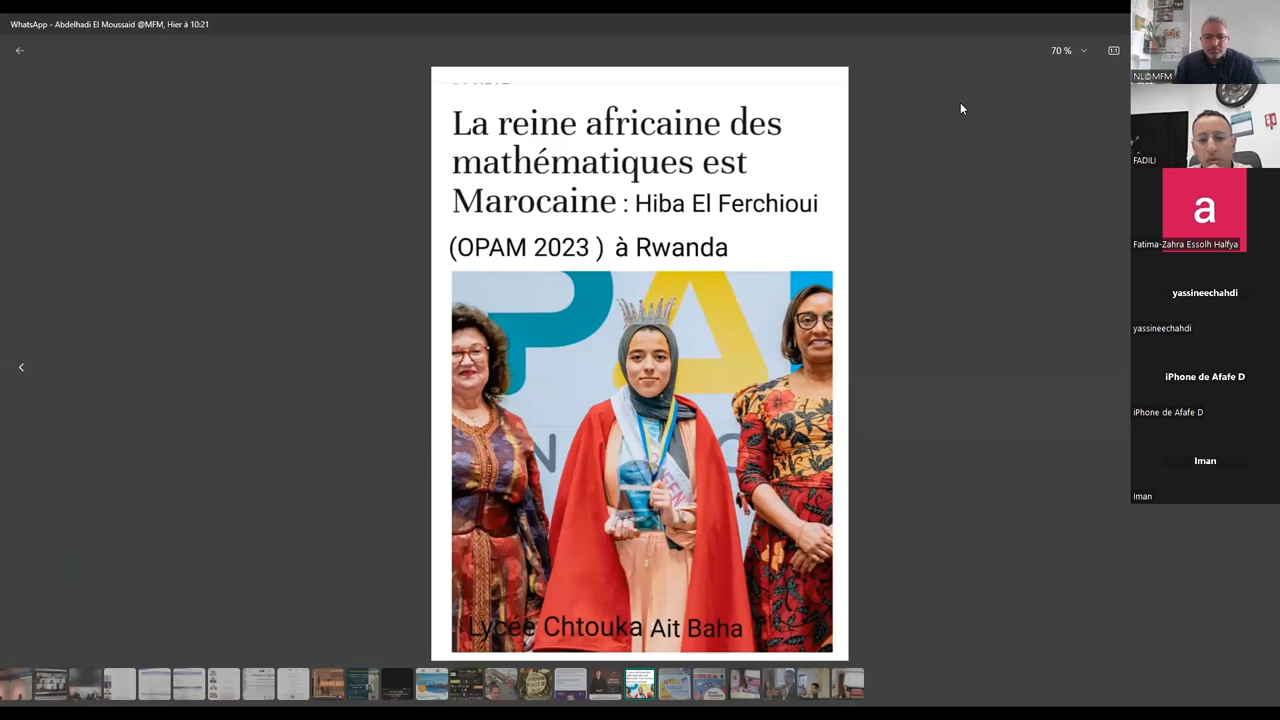 WhatsApp - Abdelhadi El Moussaid @MFM, Hier à 10:21
70 %
La reine africaine des
mathématiques est
Marocaine : Hiba El Ferchioui
(OPAM 2023 ) à Rwanda
PA
N
EEN
Lycée Chtouka Ait Baha
NL@MFM
FADILI
a
Fatima-Zahra Essolh Halfya
yassineechahdi
yassineechahdi
iPhone de Afafe D
iPhone de Afafe D
Iman
Iman